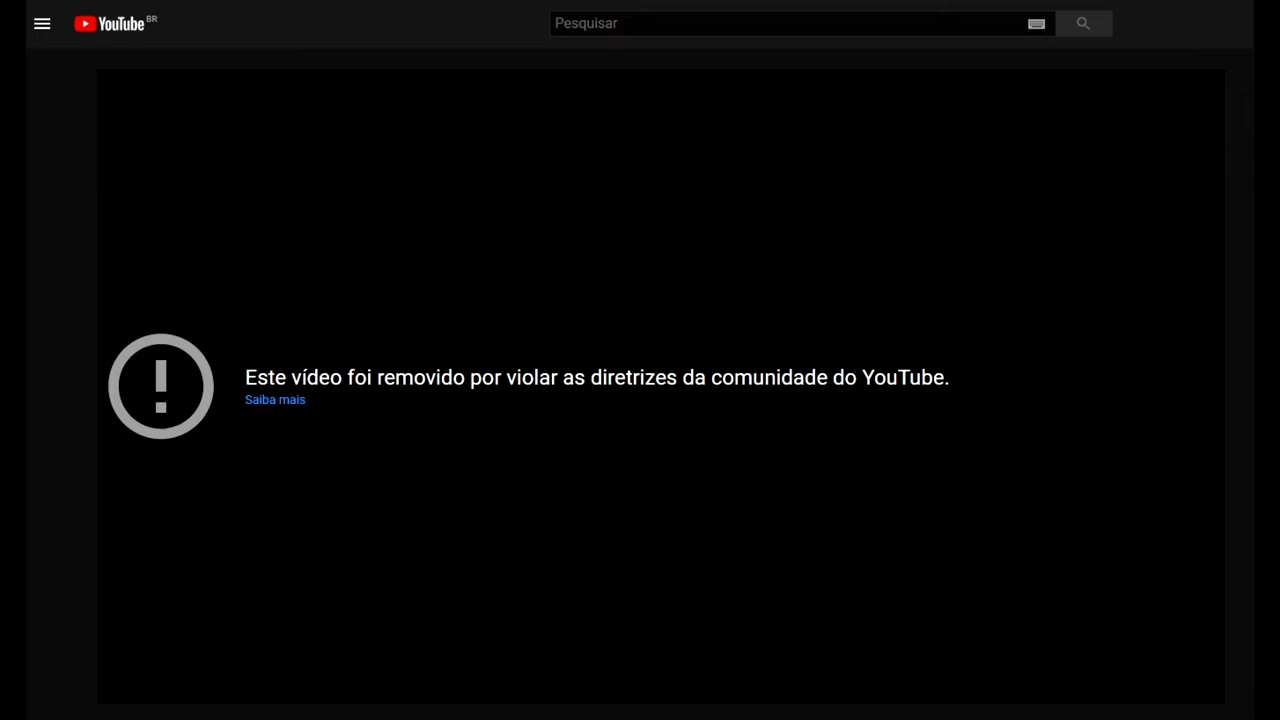 YouTube BR
Pesquisar
Este vídeo foi removido por violar as diretrizes da comunidade do YouTube.
Saiba mais